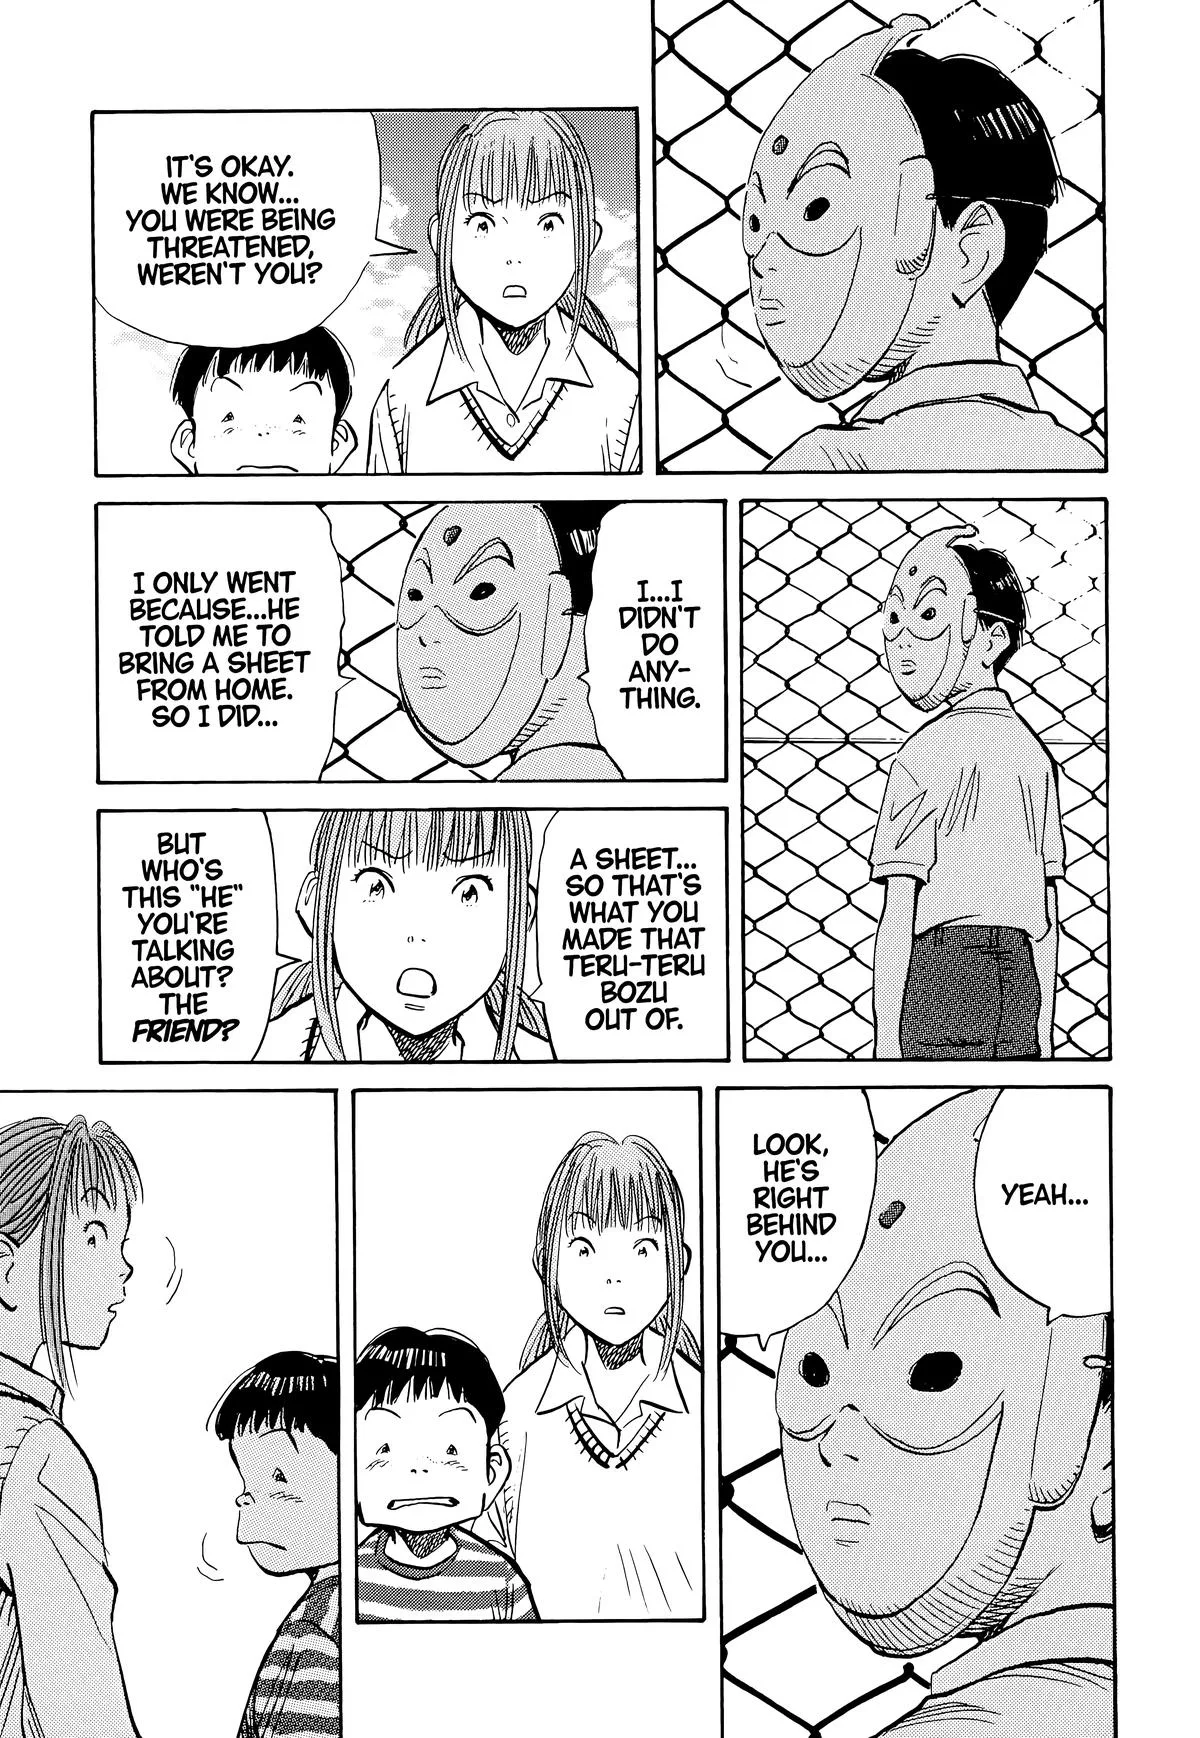 IT'S OKAY.
WE KNOW...
YOU WERE BEING
THREATENED,
WEREN'T YOU?
I...I
DIDN'T
DO
ANY-
THING.
I ONLY WENT
BECAUSE...HE
TOLD ME TO
BRING A SHEET
FROM HOME.
SO I DID...
A SHEET...
SO THAT'S
WHAT YOU
MADE THAT
TERU-TERU
BOZU
OUT OF.
BUT
WHO'S
THIS "HE"
YOU'RE
TALKING
ABOUT?
THE
FRIEND?
YEAH...
LOOK,
HE'S
RIGHT
BEHIND
YOU...